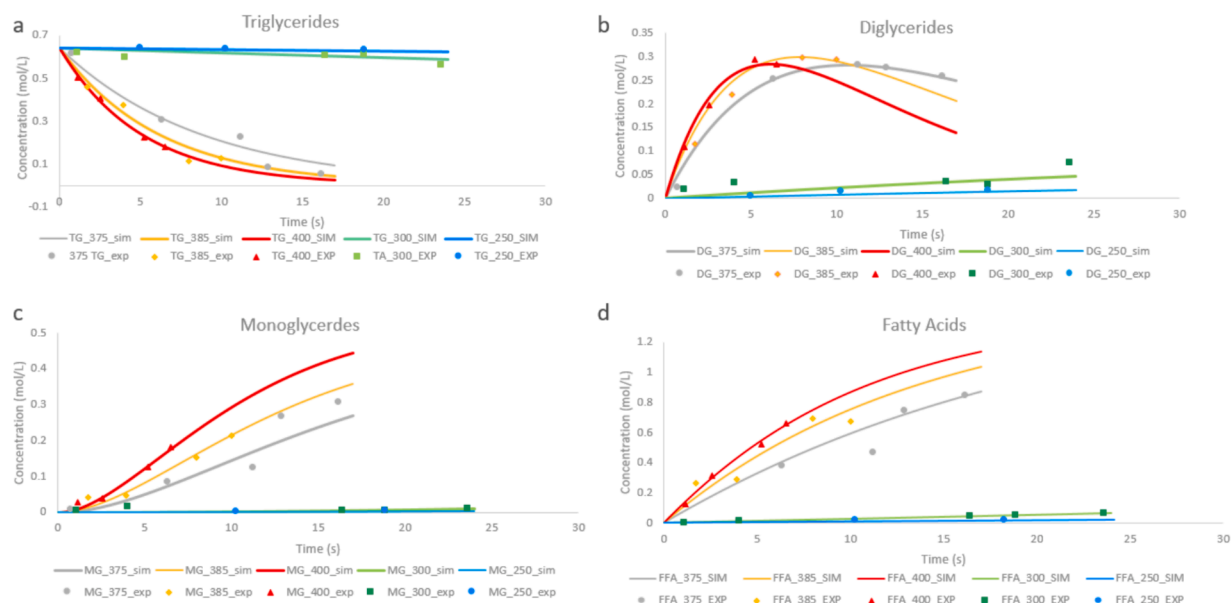 a
Triglycerides
Concentration (mol/L)
0.7
0.5
0.3
0.1
-0.1
0 5 10 15 20 25 30
Time (s)
TG_375_sim TG_385_sim TG_400_SIM TG_300_SIM TG_250_SIM
375 TG_exp TG_385_exp TG_400_EXP TA_300_EXP TG_250_EXP
b
Diglycerides
Concentration (mol/L)
0.35
0.3
0.25
0.2
0.15
0.1
0.05
0
0 5 10 15 20 25 30
Time (s)
DG_375_sim DG_385_sim DG_400_sim DG_300_sim DG_250_sim
DG_375_exp DG_385_exp DG_400_exp DG_300_exp DG_250_exp
c
Monoglycerdes
Concentration (mol/L)
0.5
0.4
0.3
0.2
0.1
0
0 5 10 15 20 25 30
Time (s)
MG_375_sim MG_385_sim MG_400_sim MG_300_sim MG_250_sim
MG_375_exp MG_385_exp MG_400_exp MG_300_exp MG_250_exp
d
Fatty Acids
Concentration (mol/L)
1.2
1
0.8
0.6
0.4
0.2
0
0 5 10 15 20 25 30
Time (s)
FFA_375_SIM FFA_385_SIM FFA_400_SIM FFA_300_SIM FFA_250_SIM
FFA_375_EXP FFA_385_EXP FFA_400_EXP FFA_300_EXP FFA_250_EXP